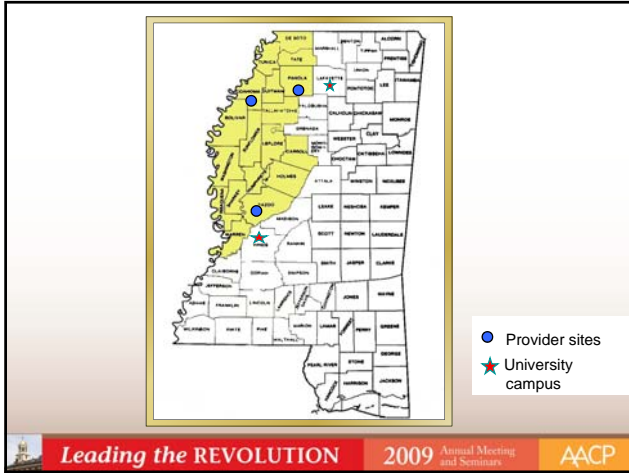 DE SOTO
BENTON
ALCORN
MARSHALL
TIPPAH
TUNICA
TATE
PRENTISS
UNION
PANOLA
LAFAYETTE
ITAWAMBA
COAHOMA
QUITMAN
PONTOTOC
LEE
YALOBUSHA
CALHOUN
CHICKASAW
MONROE
BOLIVAR
GRENADA
CLAY
SUNFLOWER
LEFLORE
WEBSTER
CARROLL
LOWNDES
CHOCTAW
HOLMES
ATTALA
WINSTON
NOXUBEE
YAZOO
LEAKE
NESHOBA
KEMPER
MADISON
WARREN
SCOTT
NEWTON
LAUDERDALE
HINDS
RANKIN
SMITH
JASPER
CLARKE
CLAIBORNE
COPIAH
SIMPSON
JEFFERSON
JONES
WAYNE
ADAMS
FRANKLIN
LINCOLN
WILKINSON
AMITE
PIKE
MARION
LAMAR
PERRY
GREENE
WALTHALL
GEORGE
PEARL RIVER
STONE
HARRISON
JACKSON
Provider sites
University
campus
Leading the REVOLUTION
2009 Annual Meeting
and Seminars
AACP